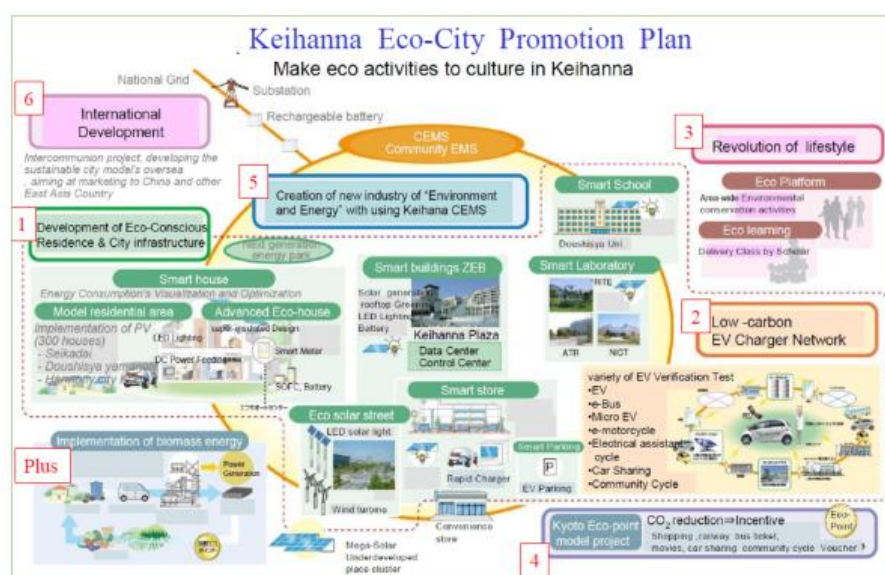 Keihanna Eco-City Promotion Plan
Make eco activities to culture in Keihanna
National Grid
Substation
Rechargeable battery
6
International
Development
Intercommunion project, developing the
sustainable city model's oversea
, aiming at marketing to China and other
East Asia Country
CEMS
Community EMS
3
Revolution of lifestyle
Eco Platform
Area-wide Environmental
conservation activities
Eco learning
Delivery Class by Scholar
5
Creation of new industry of "Environment
and Energy" with using Keihana CEMS
Smart School
Doushisya Uni.
1
Development of Eco-Conscious
Residence & City infrastructure
Next generation
energy park
Smart house
Energy Consumption's Visualization and Optimization
Model residential area
Implementation of PV
(300 houses)
- Seikadai
- Doushisya
Advanced Eco-house
super-insulated Design
LED Lighting
Smart Meter
DC Power Feeding
SOFC, Battery
Smart buildings ZEB
Solar generation
rooftop Green
LED Lighting
Battery
Keihanna Plaza
Data Center
Control Center
Smart Laboratory
ATR
NICT
2
Low -carbon
EV Charger Network
variety of EV Verification Test
•EV
•e-Bus
•Micro EV
•e-motorcycle
•Electrical assistant
cycle
•Car Sharing
•Community Cycle
Smart store
Rapid Charger
Smart Parking
P
EV Parking
Eco solar street
LED solar light
Wind turbine
Convenience
store
Plus
Implementation of biomass energy
Power
Generation
Mega-Solar
Underdeveloped
place cluster
4
Kyoto Eco-point
model project
CO2 reduction⇒Incentive
Shopping ,railway bus ticket,
movies, car sharing community cycle Voucher
Eco-
Point